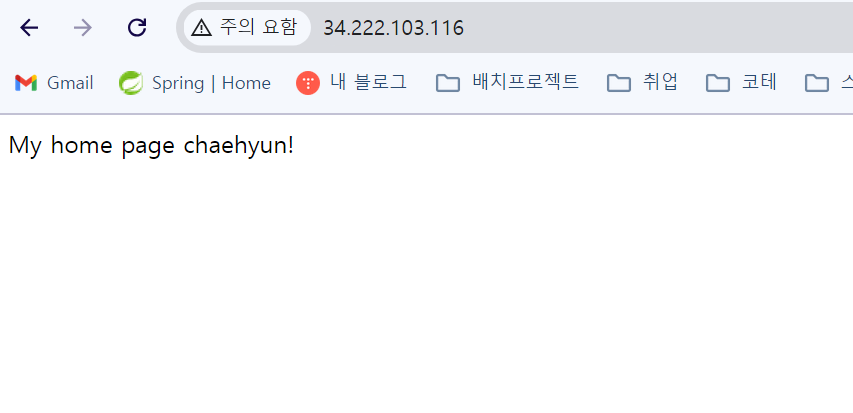 주의 요함 34.222.103.116
Gmail Spring | Home 내 블로그 배치프로젝트 취업 코테
My home page chaehyun!